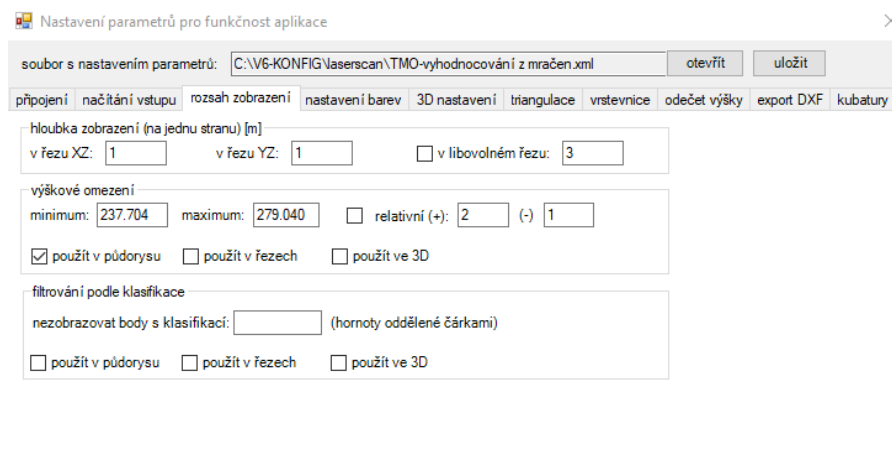 Nastavení parametrů pro funkčnost aplikace
soubor s nastavením parametrů: C:\V6-KONFIG\laserscan\TMO-vyhodnocování z mračen.xml otevřít uložit
připojení načítání vstupu rozsah zobrazení nastavení barev 3D nastavení triangulace vrstevnice odečet výšky export DXF kubatury
hloubka zobrazení (na jednu stranu) [m]
v řezu XZ: 1 v řezu YZ: 1 v libovolném řezu: 3
výškové omezení
minimum: 237.704 maximum: 279.040 relativní (+): 2 (-) 1
použít v půdorysu použít v řezech použít ve 3D
filtrování podle klasifikace
nezobrazovat body s klasifikací: (hornoty oddělené čárkami)
použít v půdorysu použít v řezech použít ve 3D